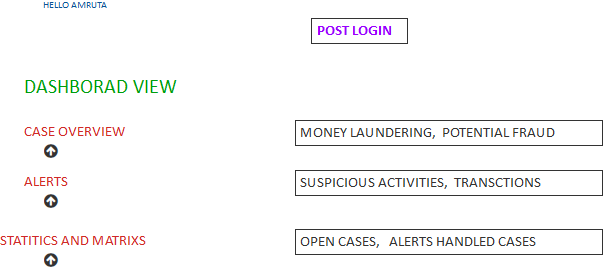 HELLO AMRUTA
POST LOGIN
DASHBORAD VIEW
CASE OVERVIEW
MONEY LAUNDERING, POTENTIAL FRAUD
ALERTS
SUSPICIOUS ACTIVITIES, TRANSCTIONS
STATITICS AND MATRIXS
OPEN CASES, ALERTS HANDLED CASES